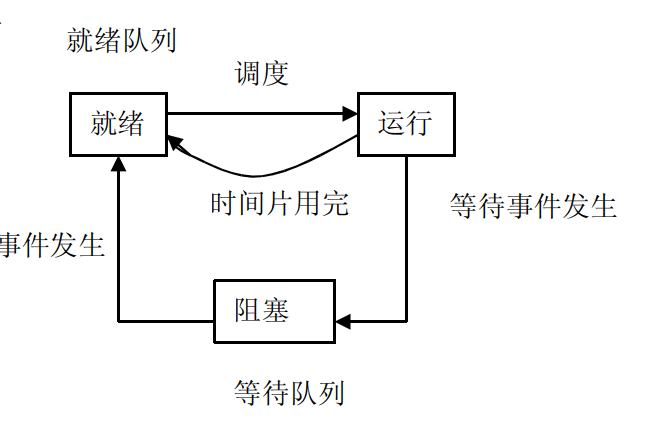 就绪队列
调度
就绪
运行
时间片用完
等待事件发生
事件发生
阻塞
等待队列